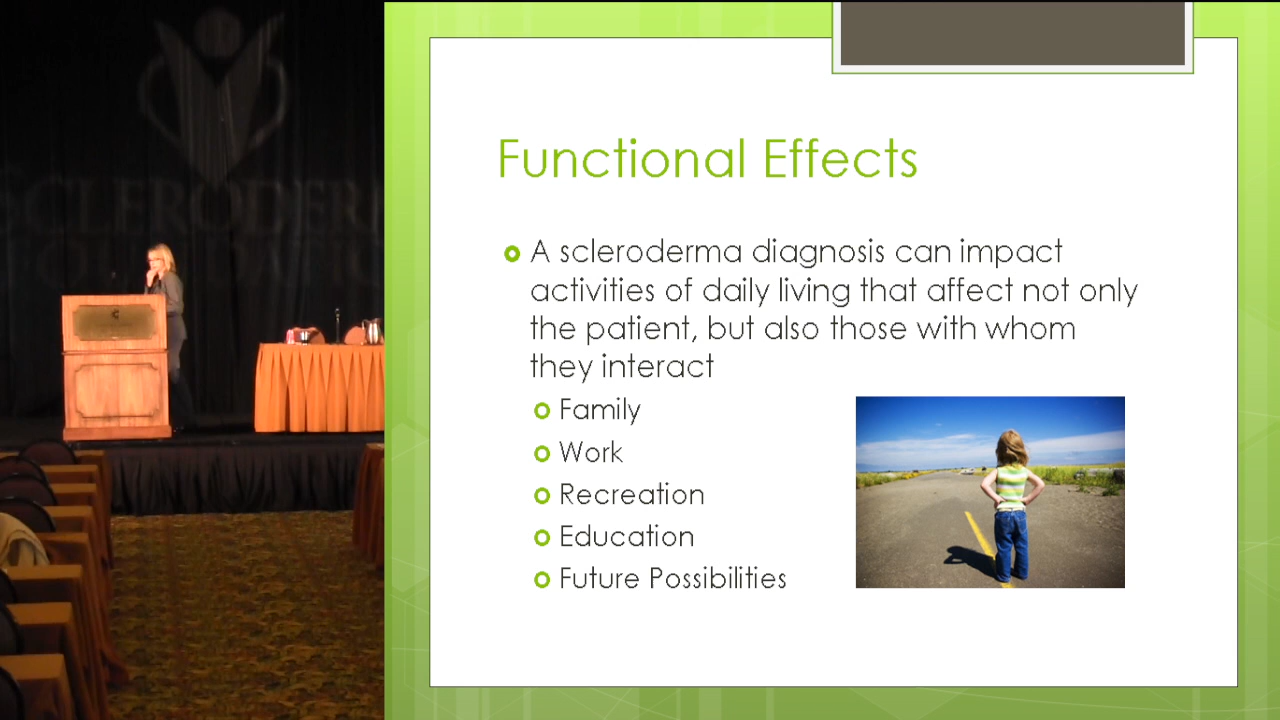 SCLERODER
Functional Effects
A scleroderma diagnosis can impact
activities of daily living that affect not only
the patient, but also those with whom
they interact
Family
Work
Recreation
Education
Future Possibilities